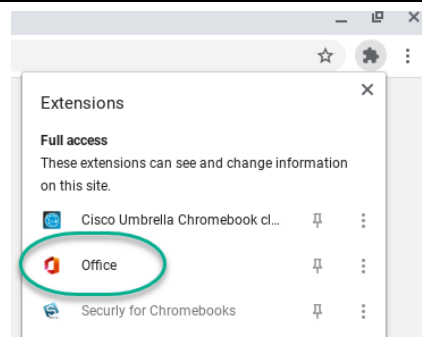 Extensions
Full access
These extensions can see and change information
on this site.
Cisco Umbrella Chromebook cl...
Office
Securly for Chromebooks